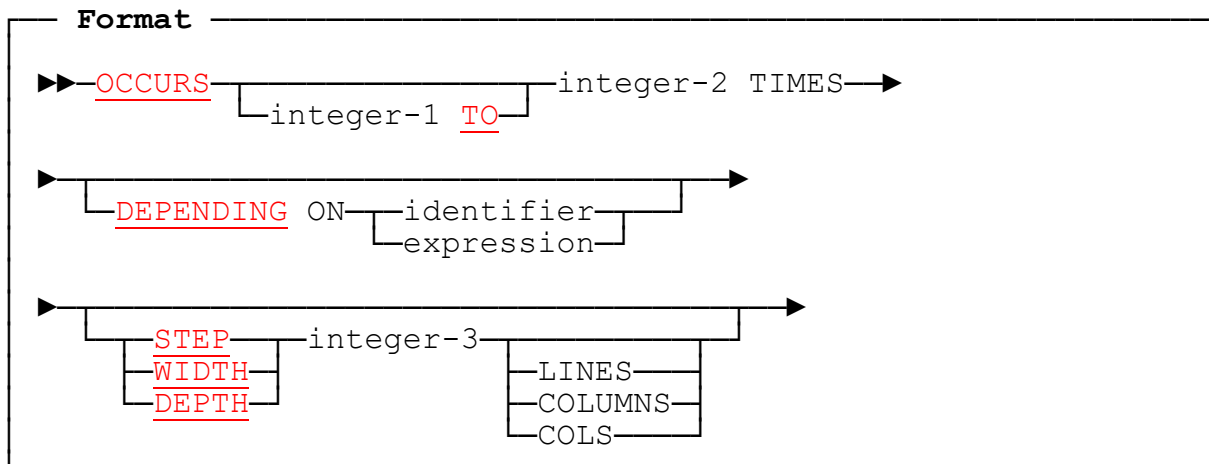 Format
OCCURS integer-2 TIMES
integer-1 TO
DEPENDING ON identifier
expression
STEP integer-3
WIDTH LINES
DEPTH COLUMNS
COLS